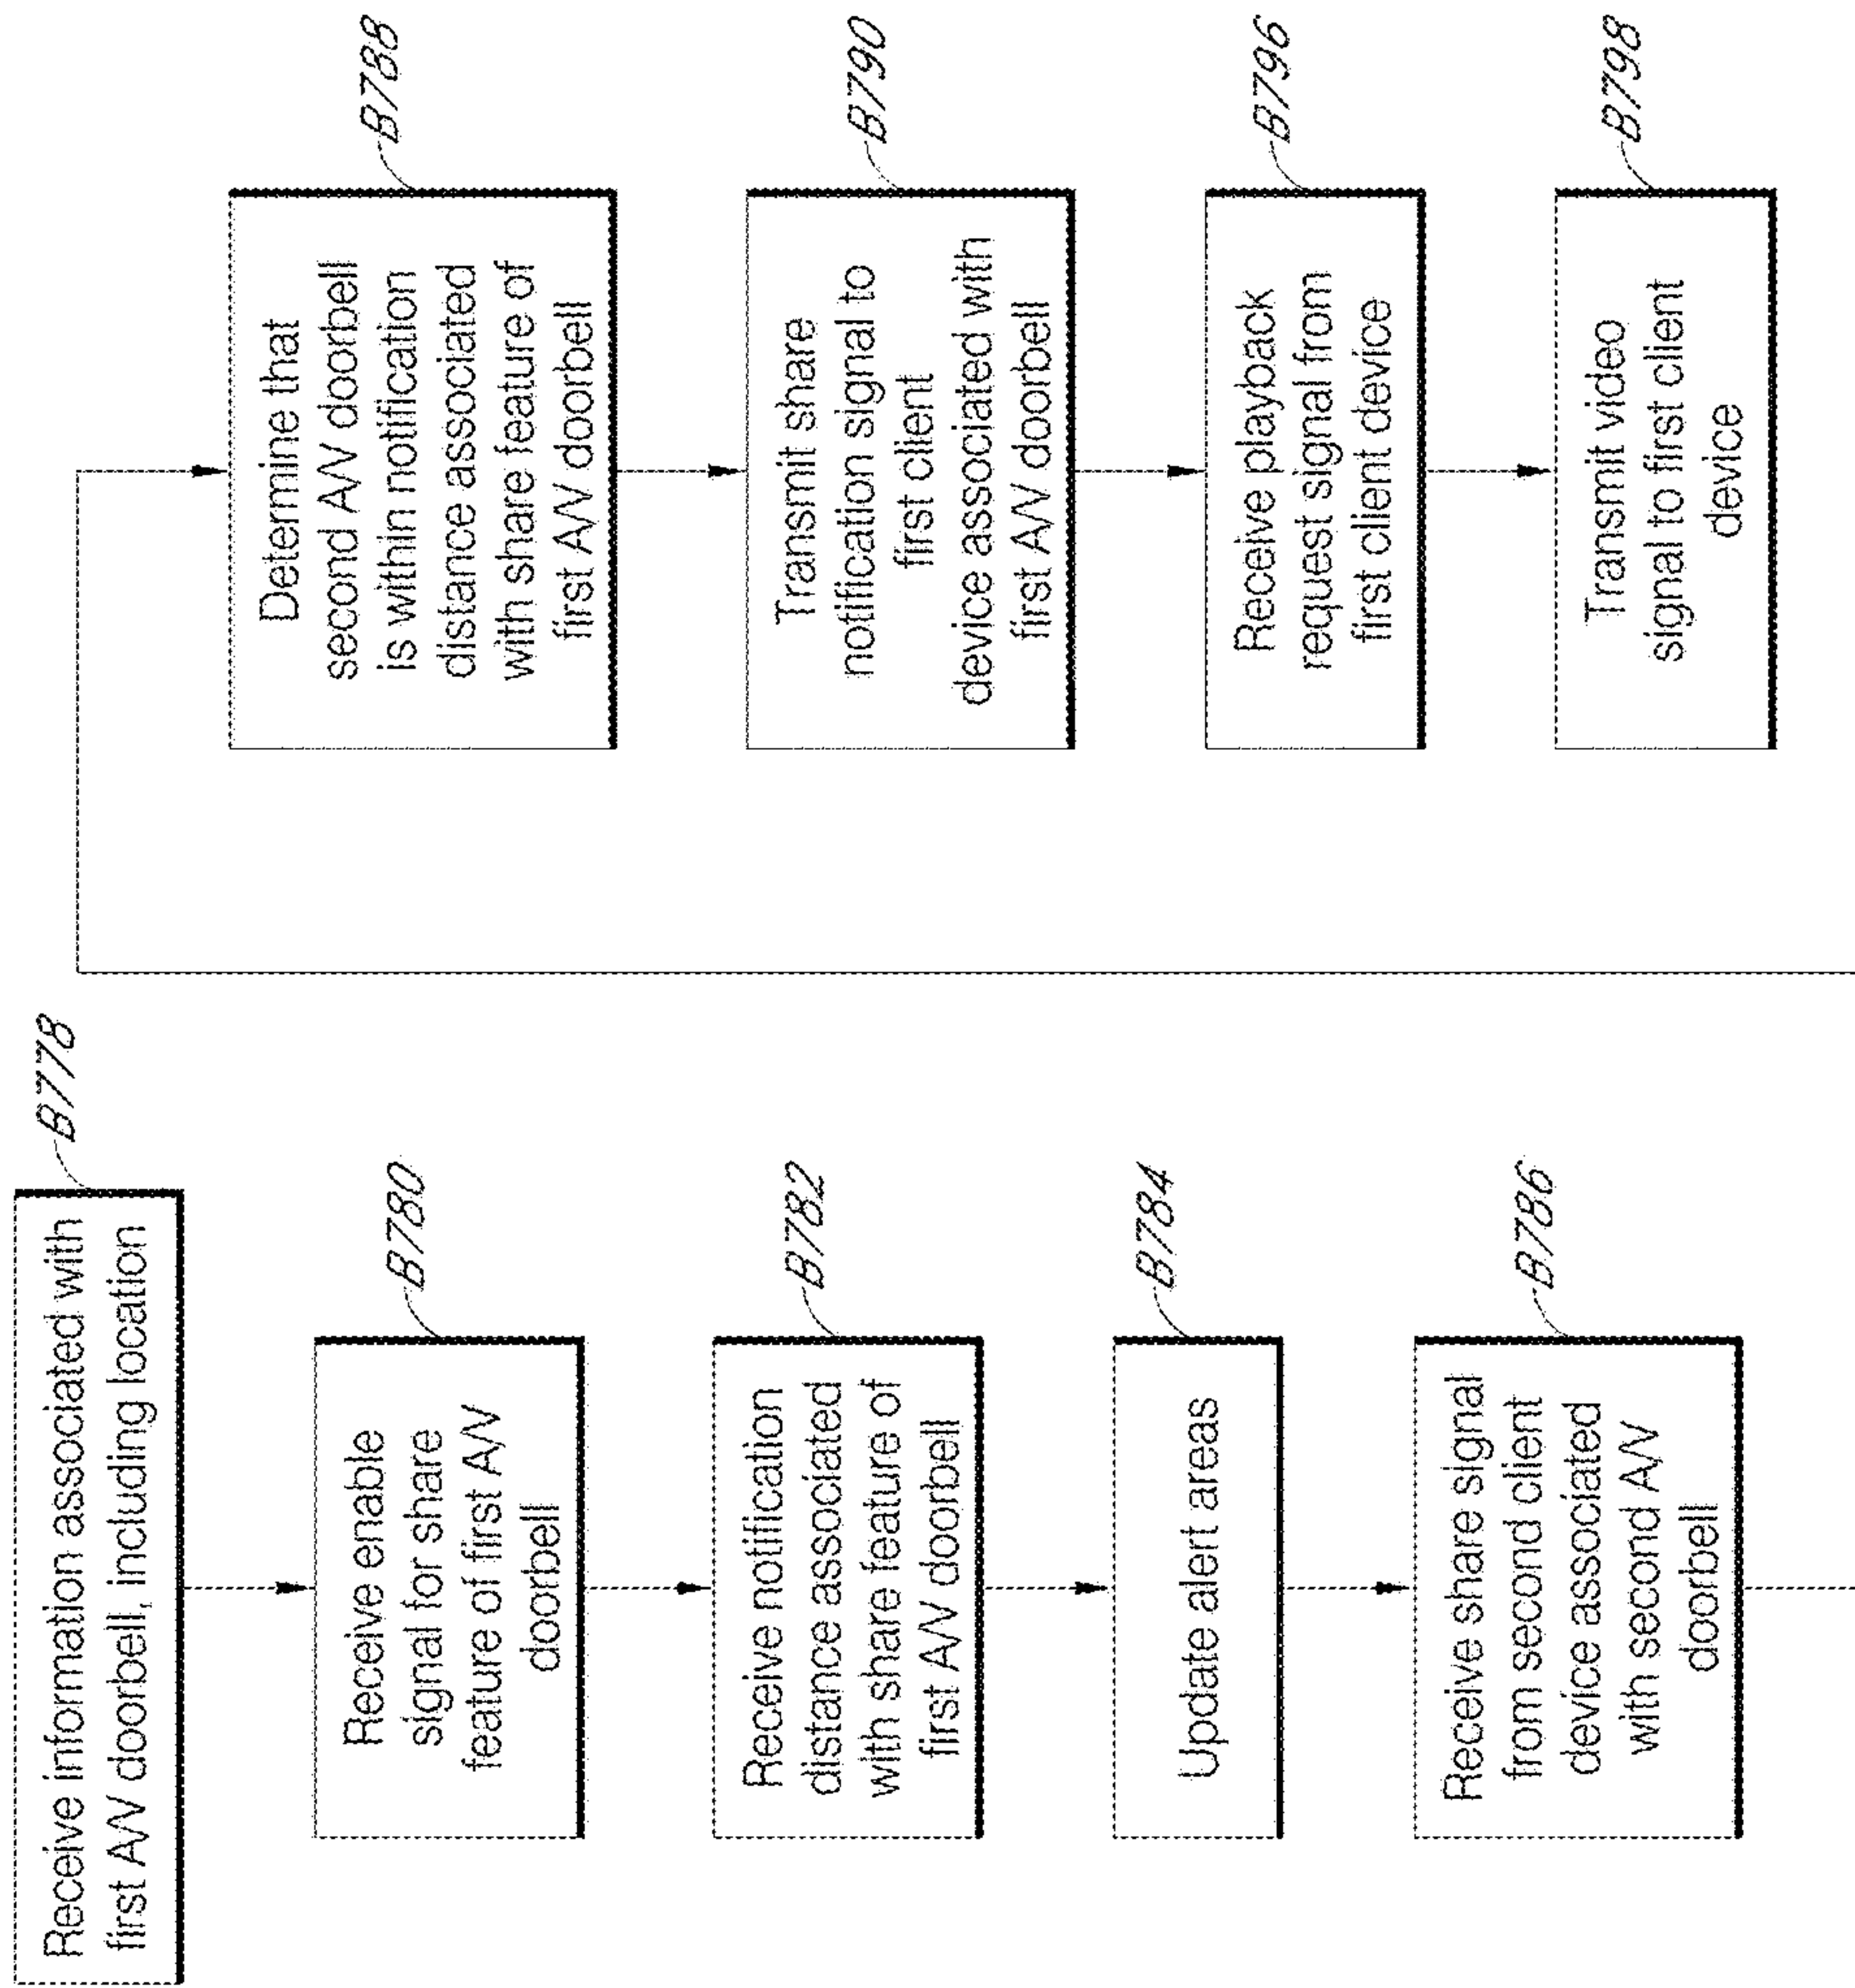 Receive information associated with
first A/V doorbell, including location
B778
Receive enable
signal for share
feature of first A/V
doorbell
B780
Receive notification
distance associated
with share feature of
first A/V doorbell
B782
Update alert areas
B784
Receive share signal
from second client
device associated
with second A/V
doorbell
B786
Determine that
second A/V doorbell
is within notification
distance associated
with share feature of
first A/V doorbell
B788
Transmit share
notification signal to
first client
device associated with
first A/V doorbell
B790
Receive playback
request signal from
first client device
B796
Transmit video
signal to first client
device
B798